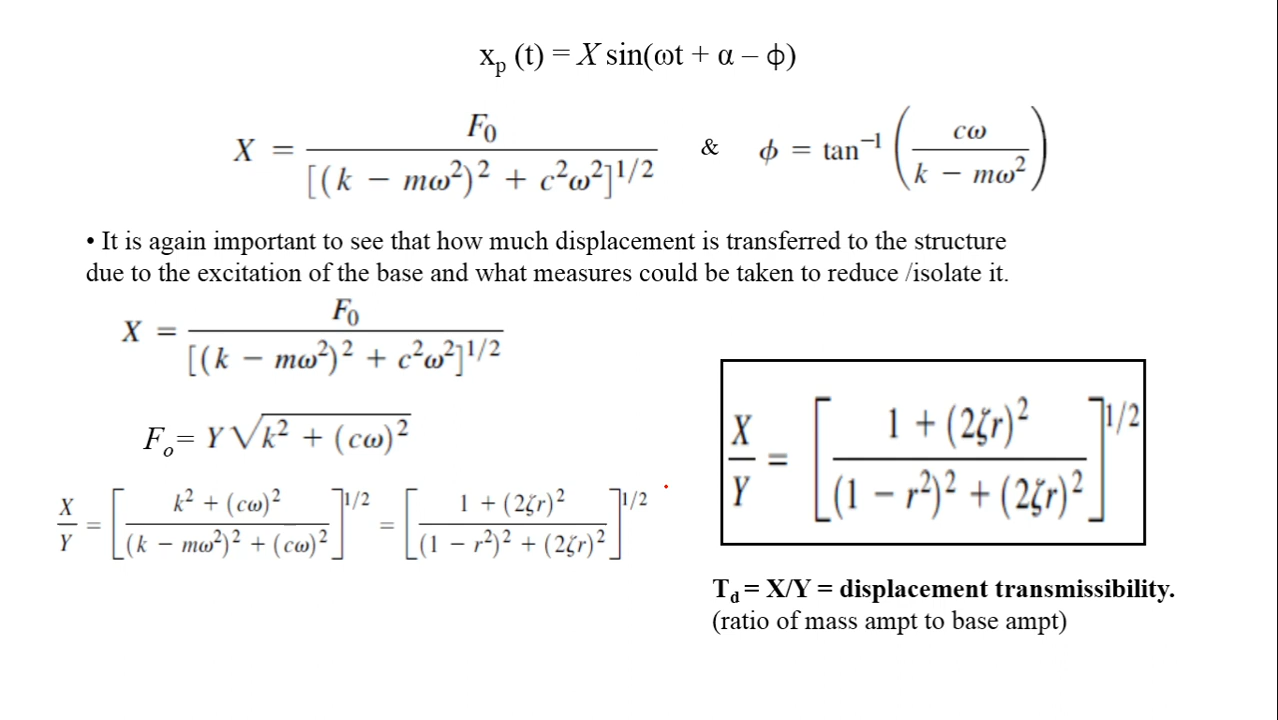 xₚ (t) = X sin(ωt + α – ϕ)
X = F₀ / [(k − mω²)² + c²ω²]^1/2 & ϕ = tan⁻¹ (cω / (k − mω²))
• It is again important to see that how much displacement is transferred to the structure
due to the excitation of the base and what measures could be taken to reduce /isolate it.
X = F₀ / [(k − mω²)² + c²ω²]^1/2
Fₒ= Y √(k² + (cω)²)
X/Y = [(k² + (cω)²) / ((k − mω²)² + (cω)²)]^1/2 = [(1 + (2ζr)²) / ((1 − r²)² + (2ζr)²)]^1/2
X/Y = [(1 + (2ζr)²) / ((1 − r²)² + (2ζr)²)]^1/2
T_d = X/Y = displacement transmissibility.
(ratio of mass ampt to base ampt)